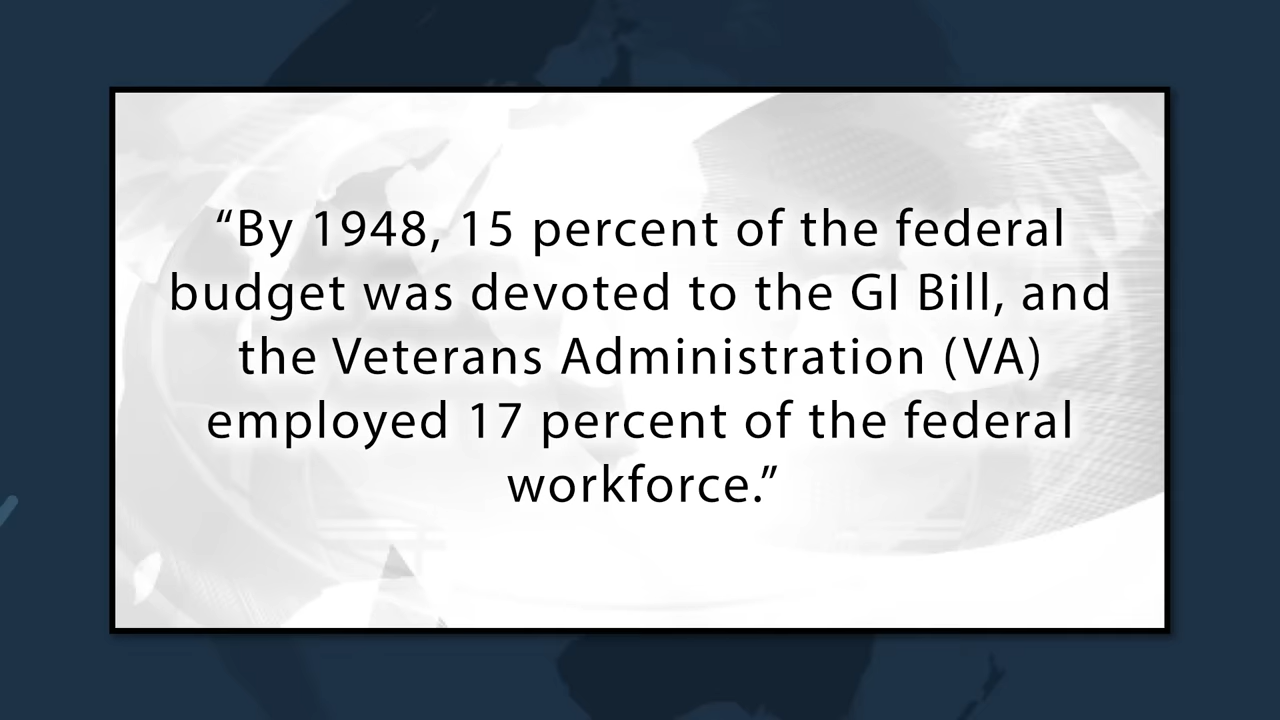 “By 1948, 15 percent of the federal
budget was devoted to the GI Bill, and
the Veterans Administration (VA)
employed 17 percent of the federal
workforce.”